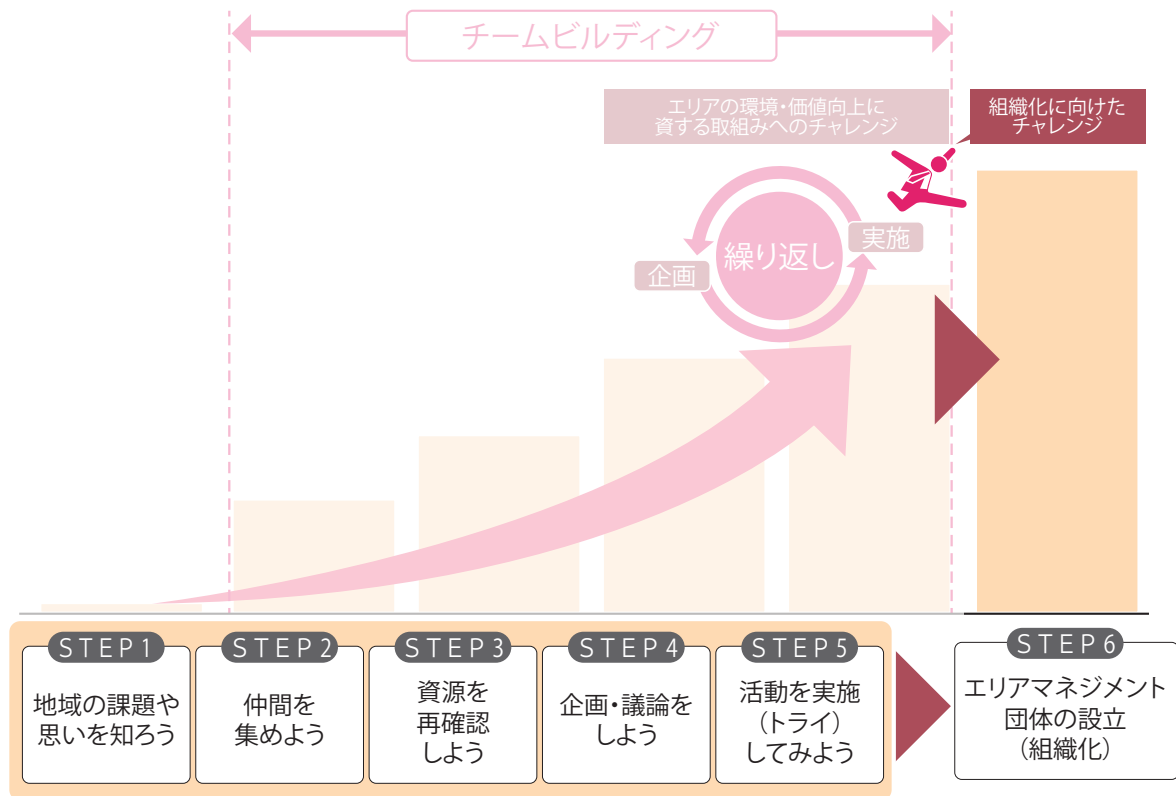 チームビルディング
エリアの環境・価値向上に
資する取組みへのチャレンジ
組織化に向けた
チャレンジ
実施
繰り返し
企画
STEP1
地域の課題や
思いを知ろう
STEP2
仲間を
集めよう
STEP3
資源を
再確認
しよう
STEP4
企画・議論を
しよう
STEP5
活動を実施
(トライ)
してみよう
STEP6
エリアマネジメント
団体の設立
(組織化)